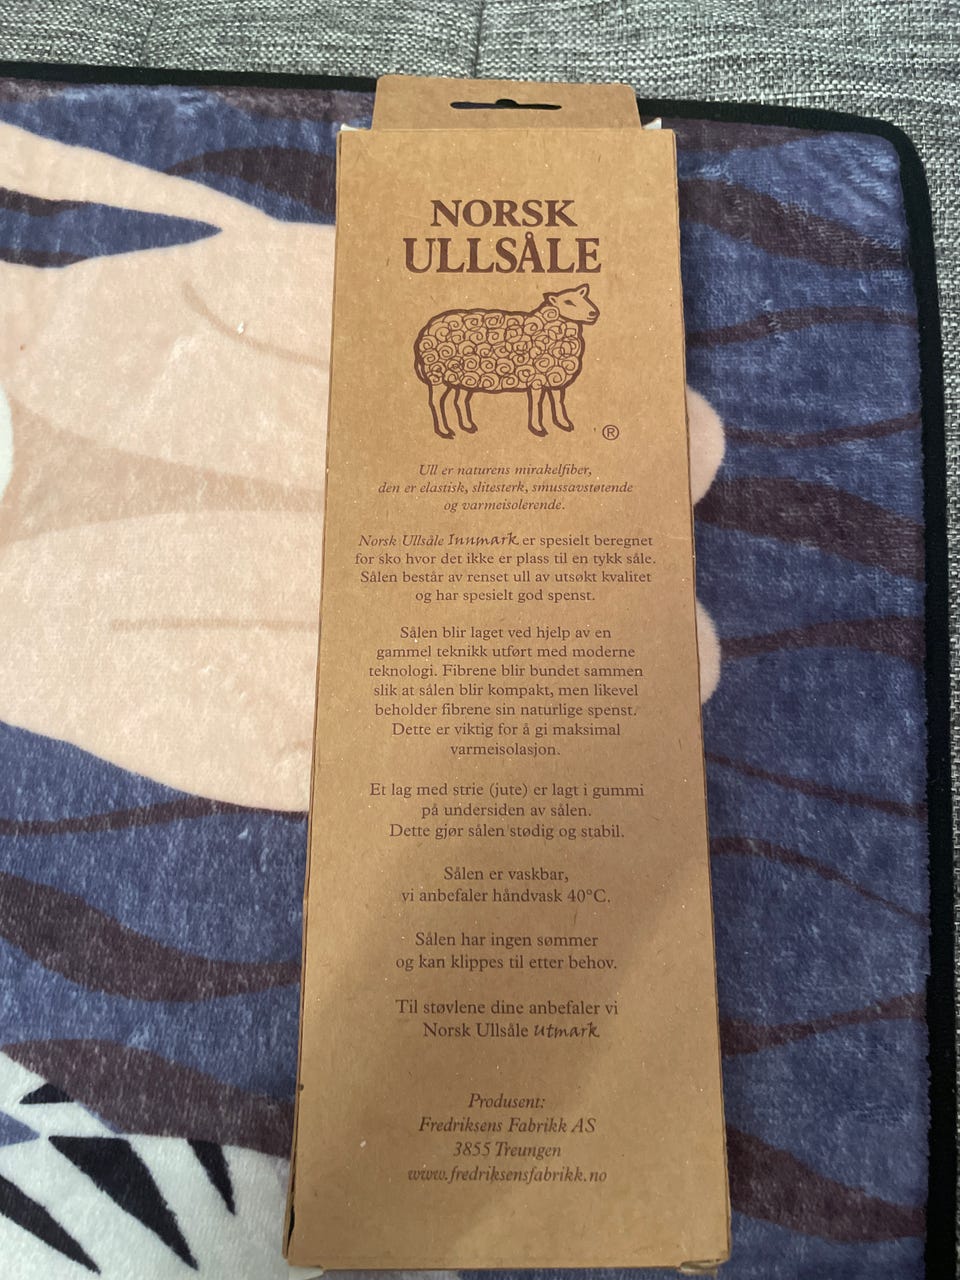 NORSK
ULLSÅLE
®
Ull er naturens mirakelfiber,
den er elastisk, slitesterk, smussavstøtende
og varmeisolerende.
Norsk Ullsåle Innmark er spesielt beregnet
for sko hvor det ikke er plass til en tykk såle.
Sålen består av renset ull av utsøkt kvalitet
og har spesielt god spenst.
Sålen blir laget ved hjelp av en
gammel teknikk utført med moderne
teknologi. Fibrene blir bundet sammen
slik at sålen blir kompakt, men likevel
beholder fibrene sin naturlige spenst.
Dette er viktig for å gi maksimal
varmeisolasjon.
Et lag med strie (jute) er lagt i gummi
på undersiden av sålen.
Dette gjør sålen stødig og stabil.
Sålen er vaskbar,
vi anbefaler håndvask 40°C.
Sålen har ingen sømmer
og kan klippes til etter behov.
Til støvlene dine anbefaler vi
Norsk Ullsåle utmark
Produsent:
Fredriksens Fabrikk AS
3855 Treungen
www.fredriksensfabrikk.no